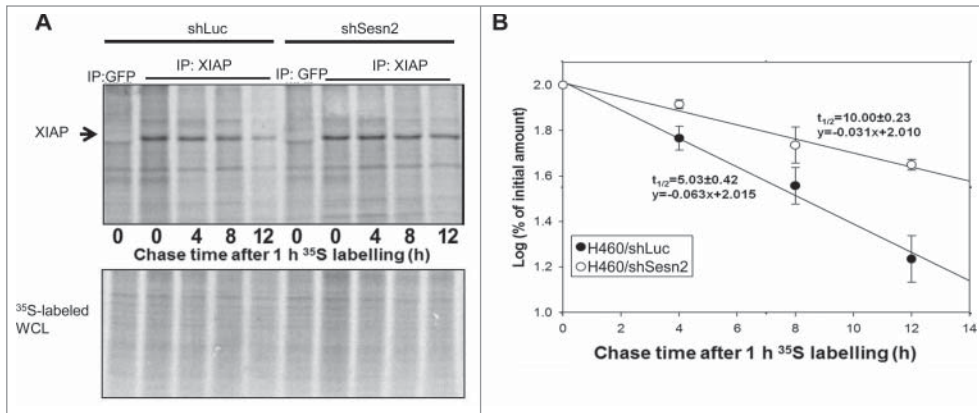 A
shLuc
shSesn2
IP:GFP
IP: XIAP
IP: GFP
IP: XIAP
XIAP
0 0 4 8 12 0 0 4 8 12
Chase time after 1 h ³⁵S labelling (h)
³⁵S-labeled
WCL
B
Log (% of initial amount)
2.0
1.8
1.6
1.4
1.2
1.0
t1/2=10.00±0.23
y=-0.031x+2.010
t1/2=5.03±0.42
y=-0.063x+2.015
H460/shLuc
H460/shSesn2
0 2 4 6 8 10 12 14
Chase time after 1 h ³⁵S labelling (h)